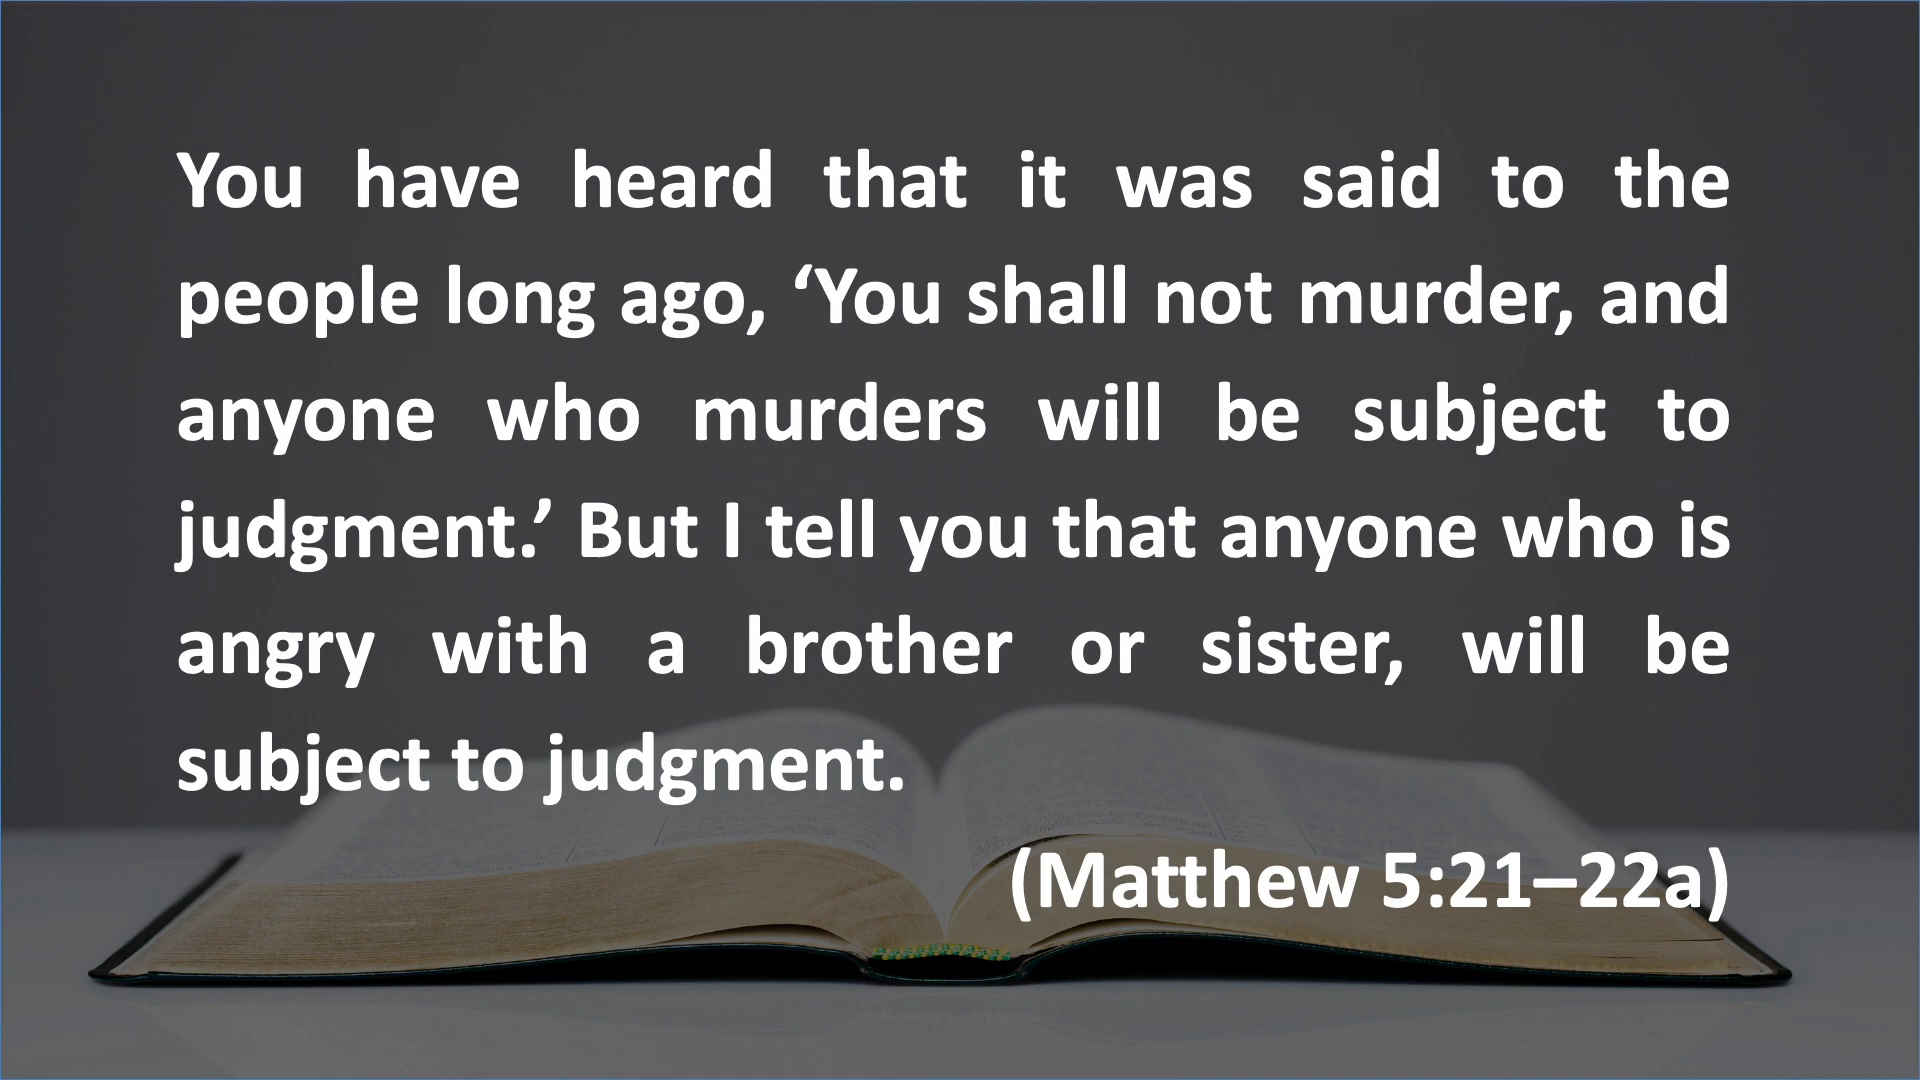 You have heard that it was said to the
people long ago, ‘You shall not murder, and
anyone who murders will be subject to
judgment.’ But I tell you that anyone who is
angry with a brother or sister, will be
subject to judgment.
(Matthew 5:21–22a)